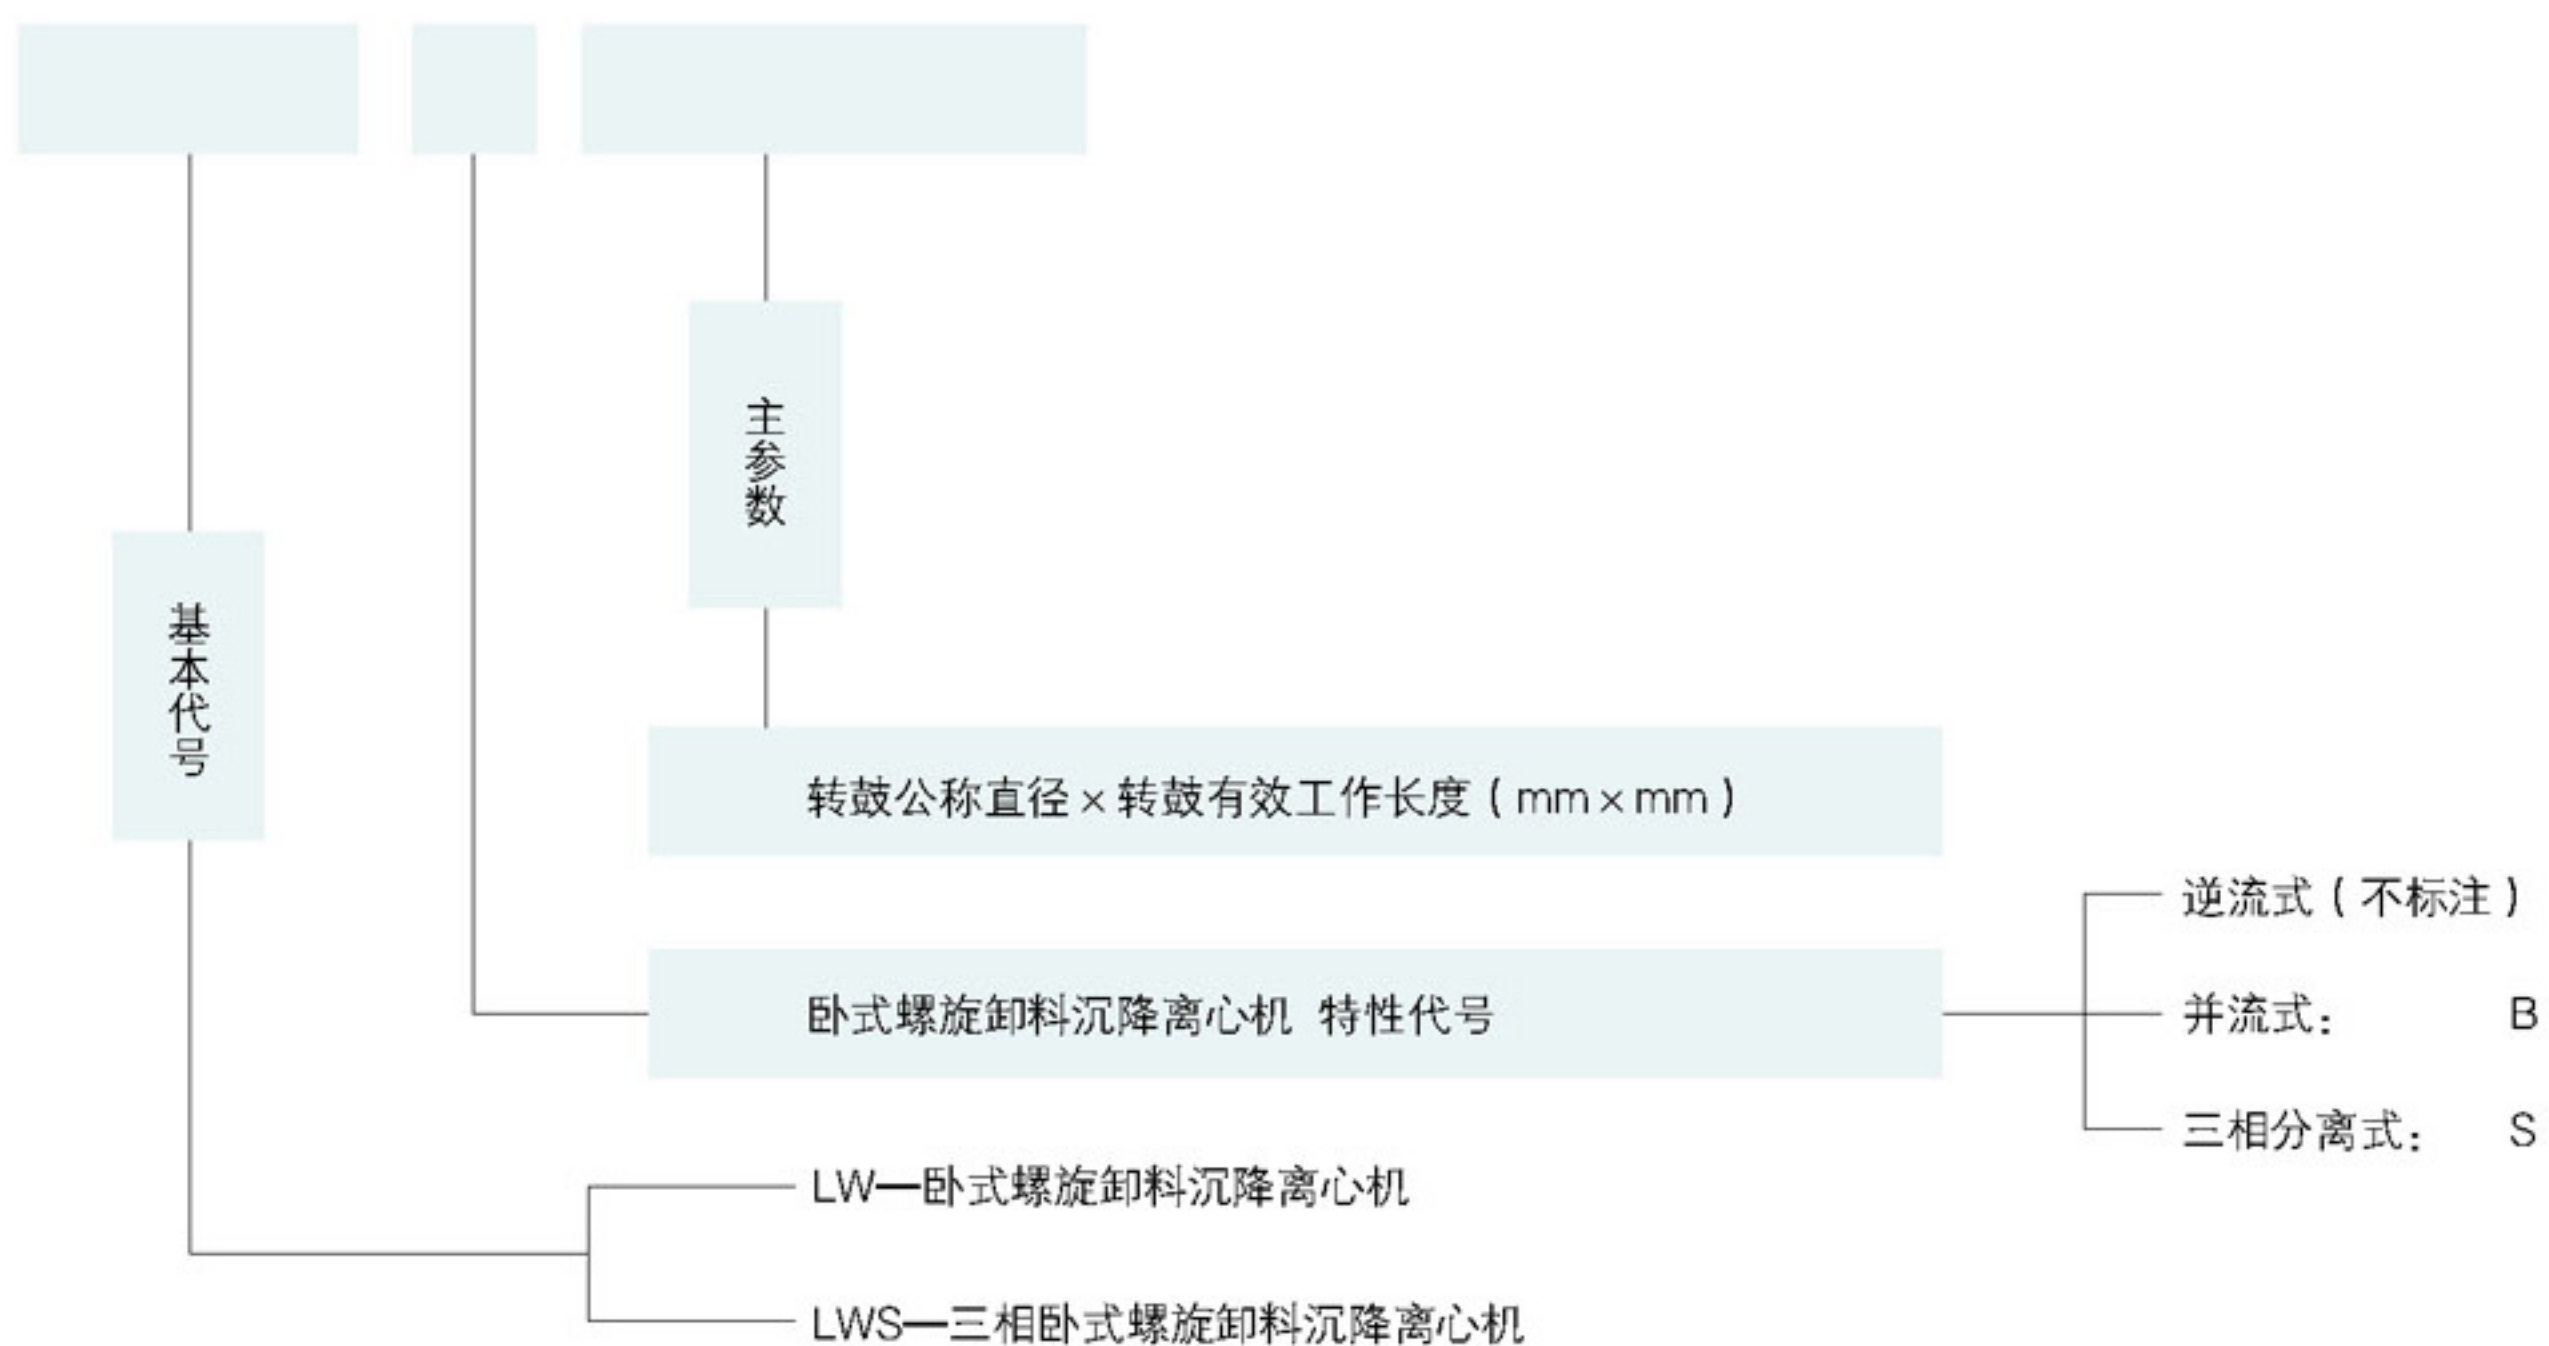 主参数
基本代号
转鼓公称直径×转鼓有效工作长度(mm×mm)
逆流式(不标注)
卧式螺旋卸料沉降离心机 特性代号
并流式: B
三相分离式: S
LW—卧式螺旋卸料沉降离心机
LWS—三相卧式螺旋卸料沉降离心机